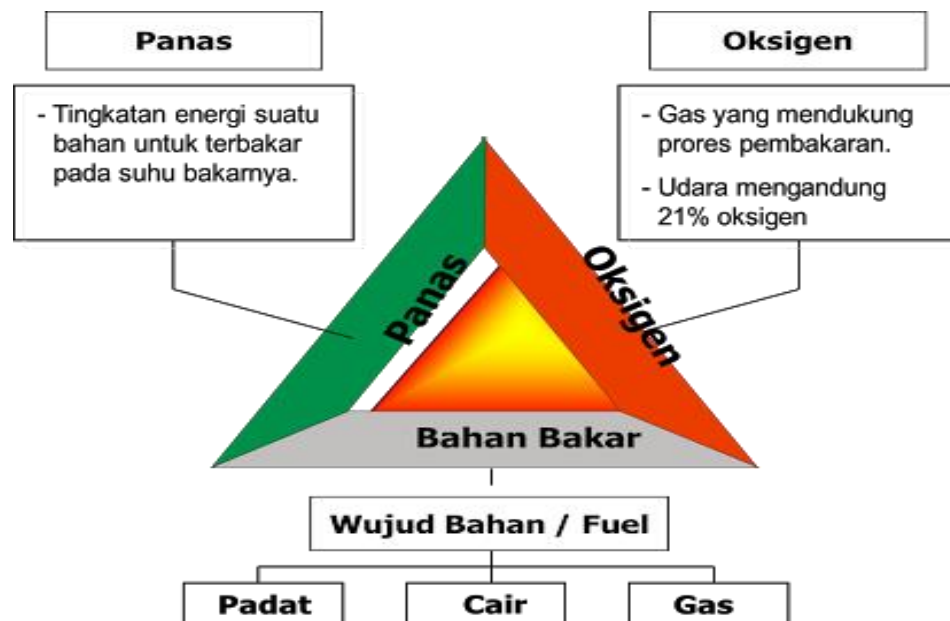 Panas
Oksigen
- Tingkatan energi suatu
bahan untuk terbakar
pada suhu bakarnya.
- Gas yang mendukung
prores pembakaran.
- Udara mengandung
21% oksigen
Panas
Oksigen
Bahan Bakar
Wujud Bahan / Fuel
Padat
Cair
Gas